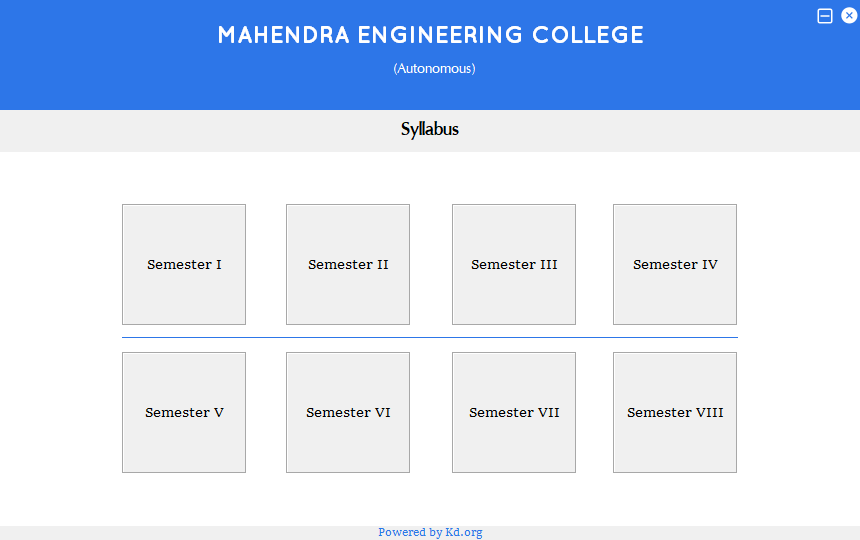 MAHENDRA ENGINEERING COLLEGE
(Autonomous)
Syllabus
Semester I
Semester II
Semester III
Semester IV
Semester V
Semester VI
Semester VII
Semester VIII
Powered by Kd.org